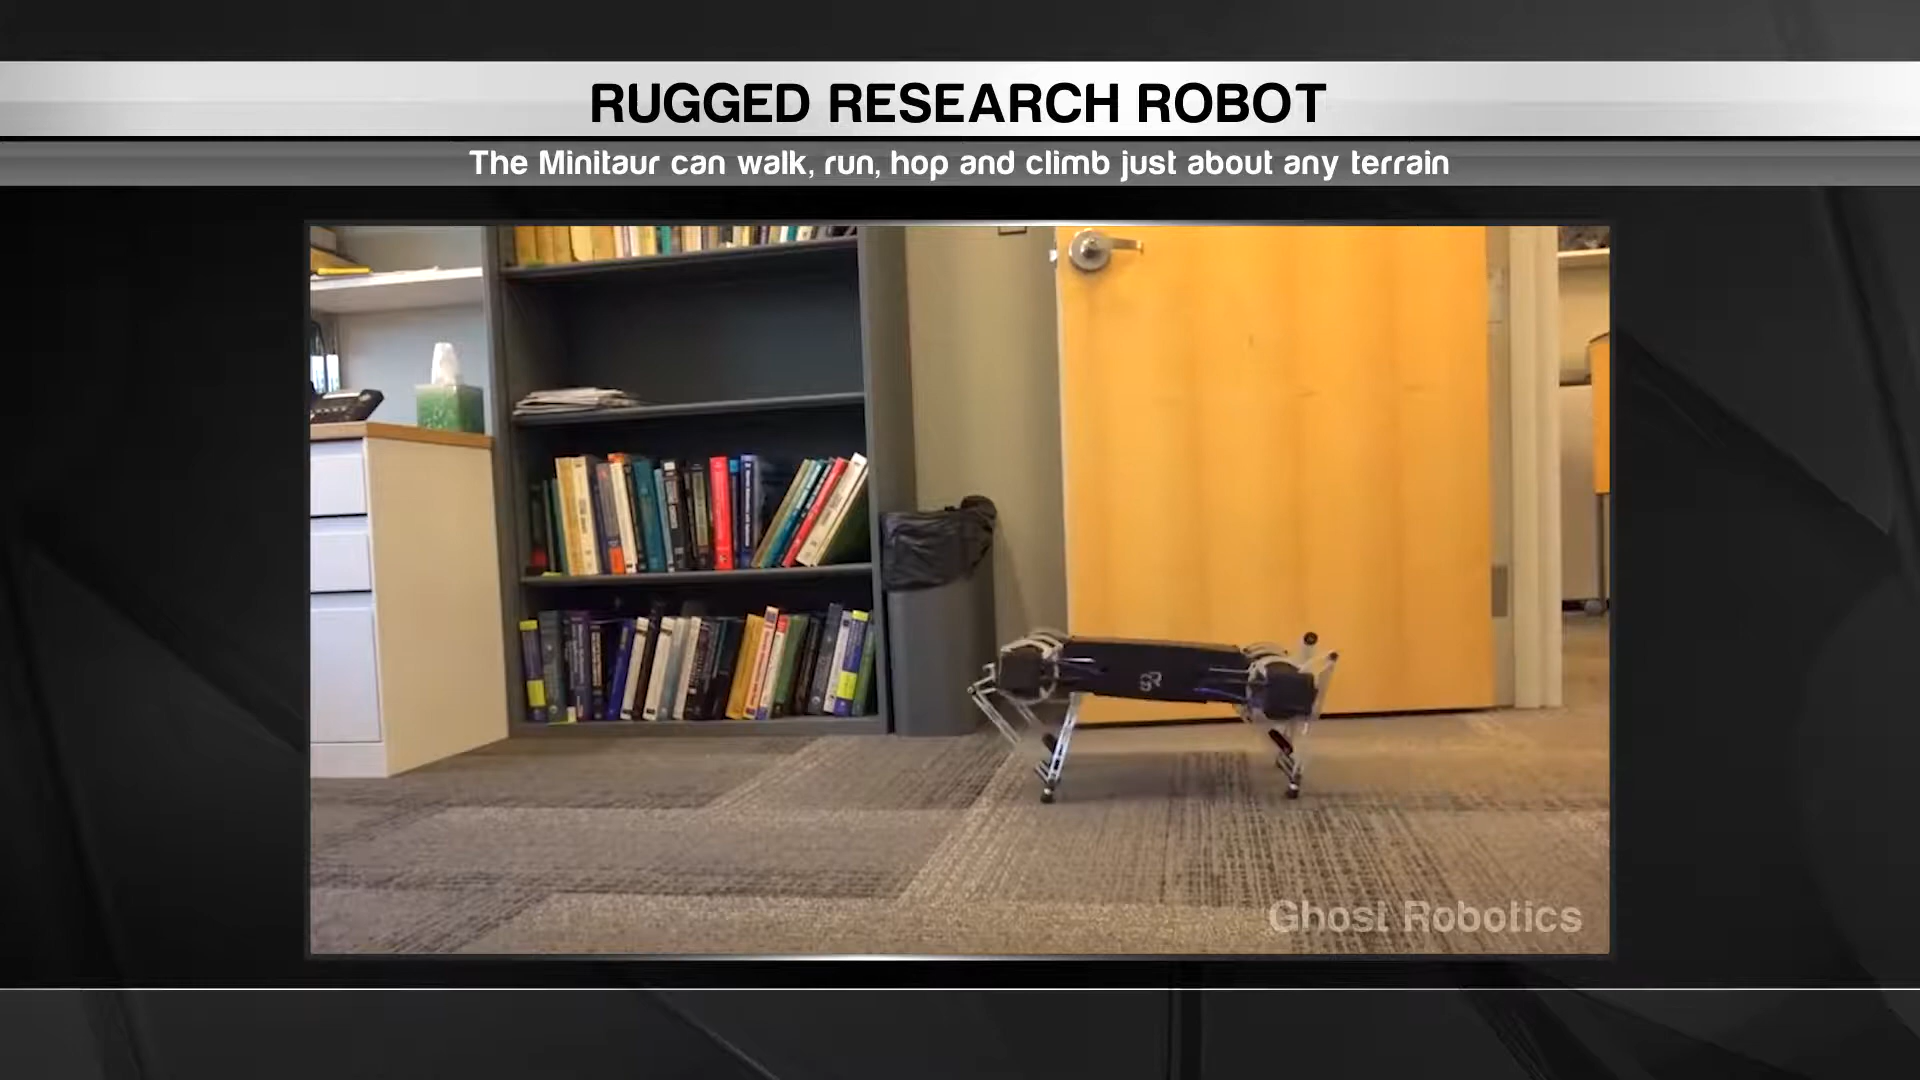 RUGGED RESEARCH ROBOT
The Minitaur can walk, run, hop and climb just about any terrain
Ghost Robotics